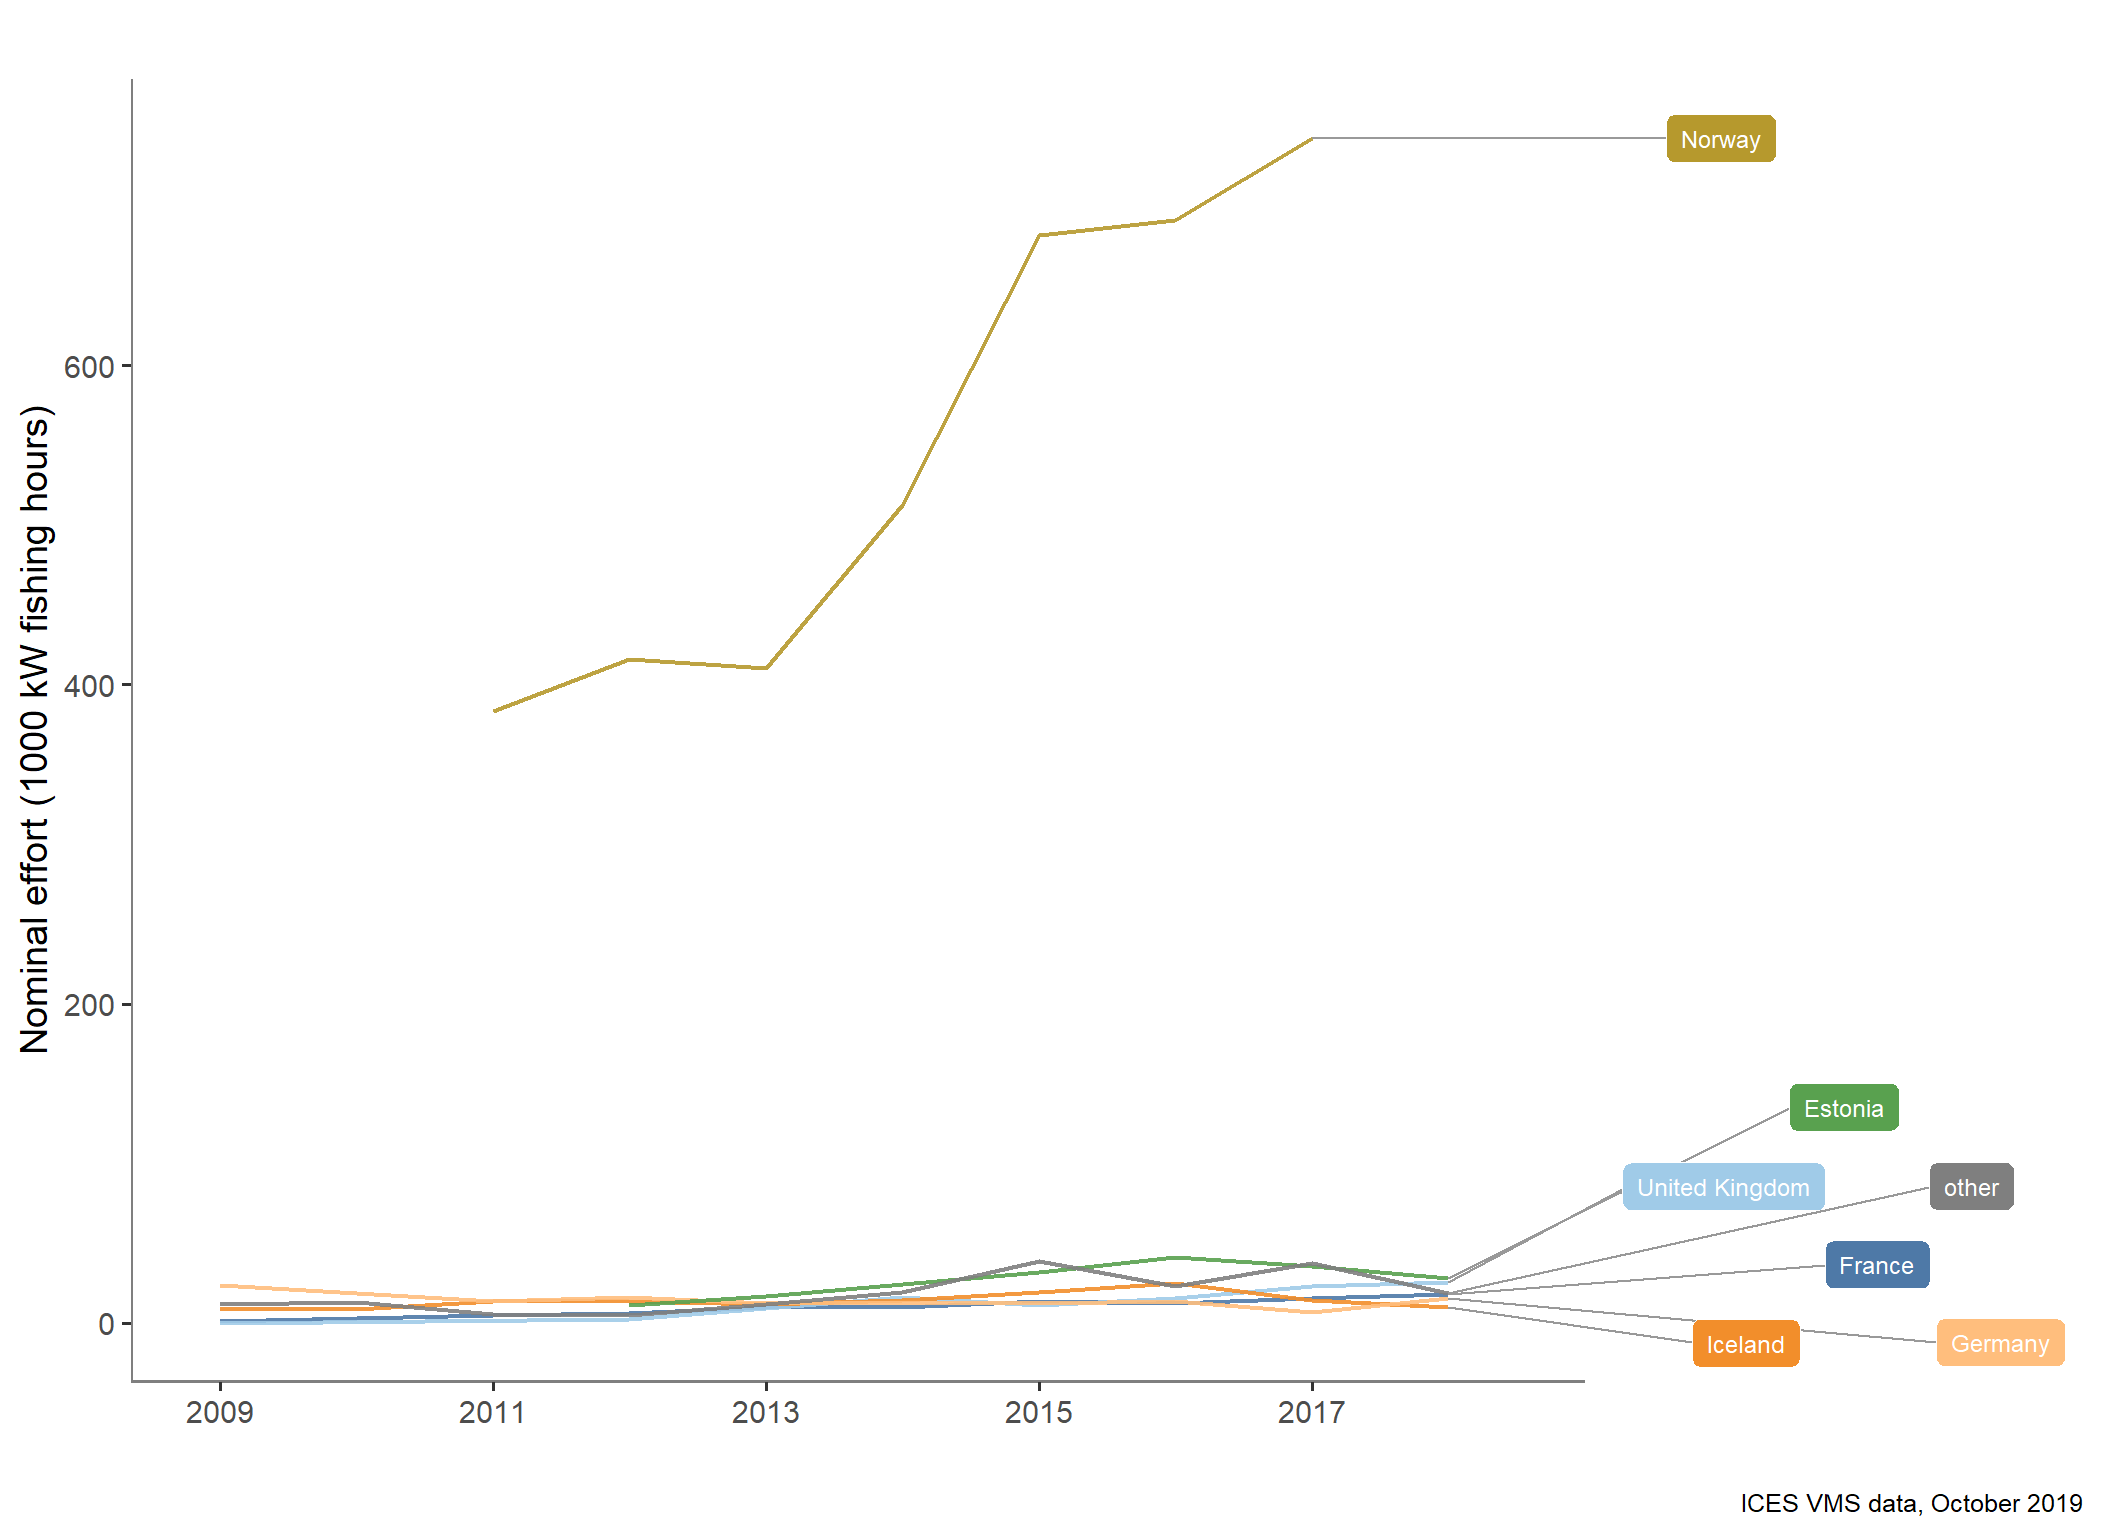 Nominal effort (1000 kW fishing hours)
600
400
200
0
2009 2011 2013 2015 2017
Norway
Estonia
United Kingdom
other
France
Iceland
Germany
ICES VMS data, October 2019